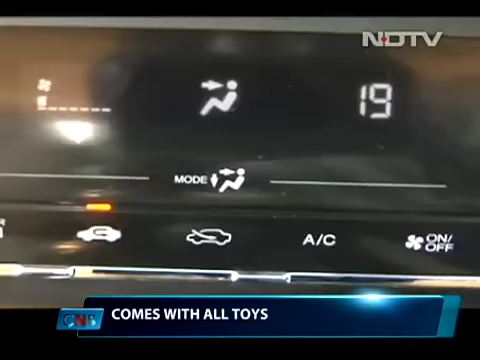 NDTV
19
MODE
A/C
ON/
OFF
CNB
COMES WITH ALL TOYS